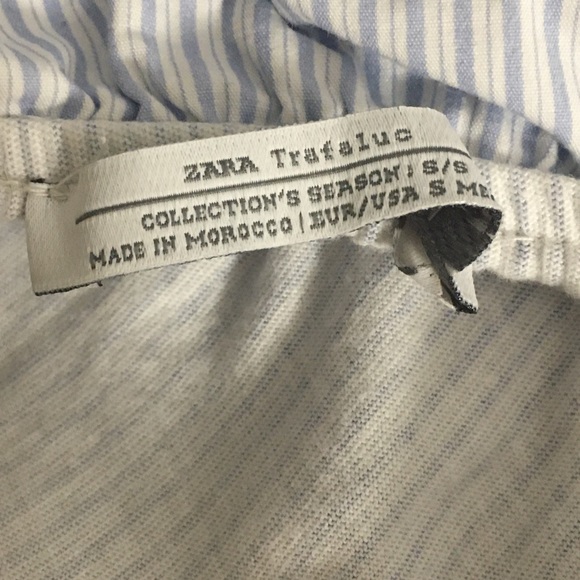 ZARA Trafaluc
COLLECTION'S SEASON: S/S
MADE IN MOROCCO | EUR/USA S